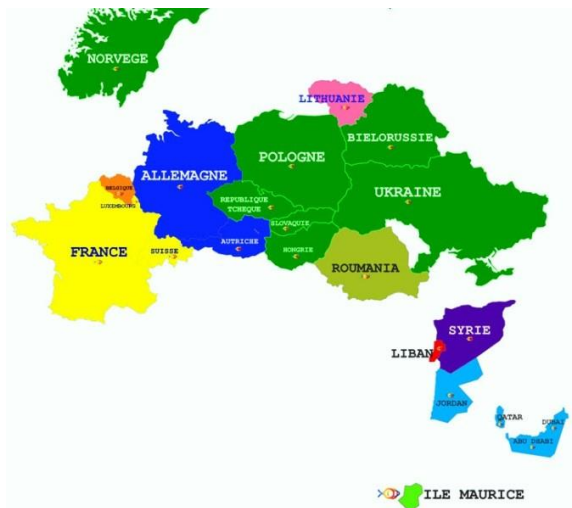 NORVEGE
LITHUANIE
BIELORUSSIE
POLOGNE
ALLEMAGNE
BELGIQUE
UKRAINE
REPUBLIQUE
TCHEQUE
LUXEMBOURG
SLOVAQUIE
AUTRICHE
FRANCE
SUISSE
HONGRIE
ROUMANIA
SYRIE
LIBAN
JORDAN
QATAR
DUBAI
ABU DHABI
ILE MAURICE